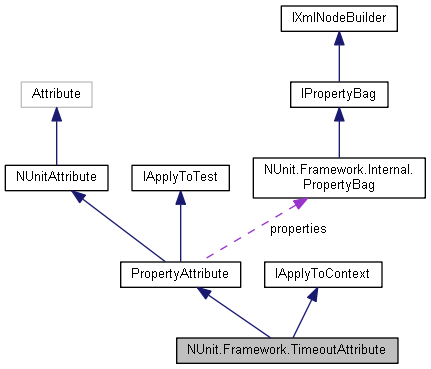 IXmlNodeBuilder
Attribute
IPropertyBag
NUnitAttribute
IApplyToTest
NUnit.Framework.Internal.
PropertyBag
properties
PropertyAttribute
IApplyToContext
NUnit.Framework.TimeoutAttribute